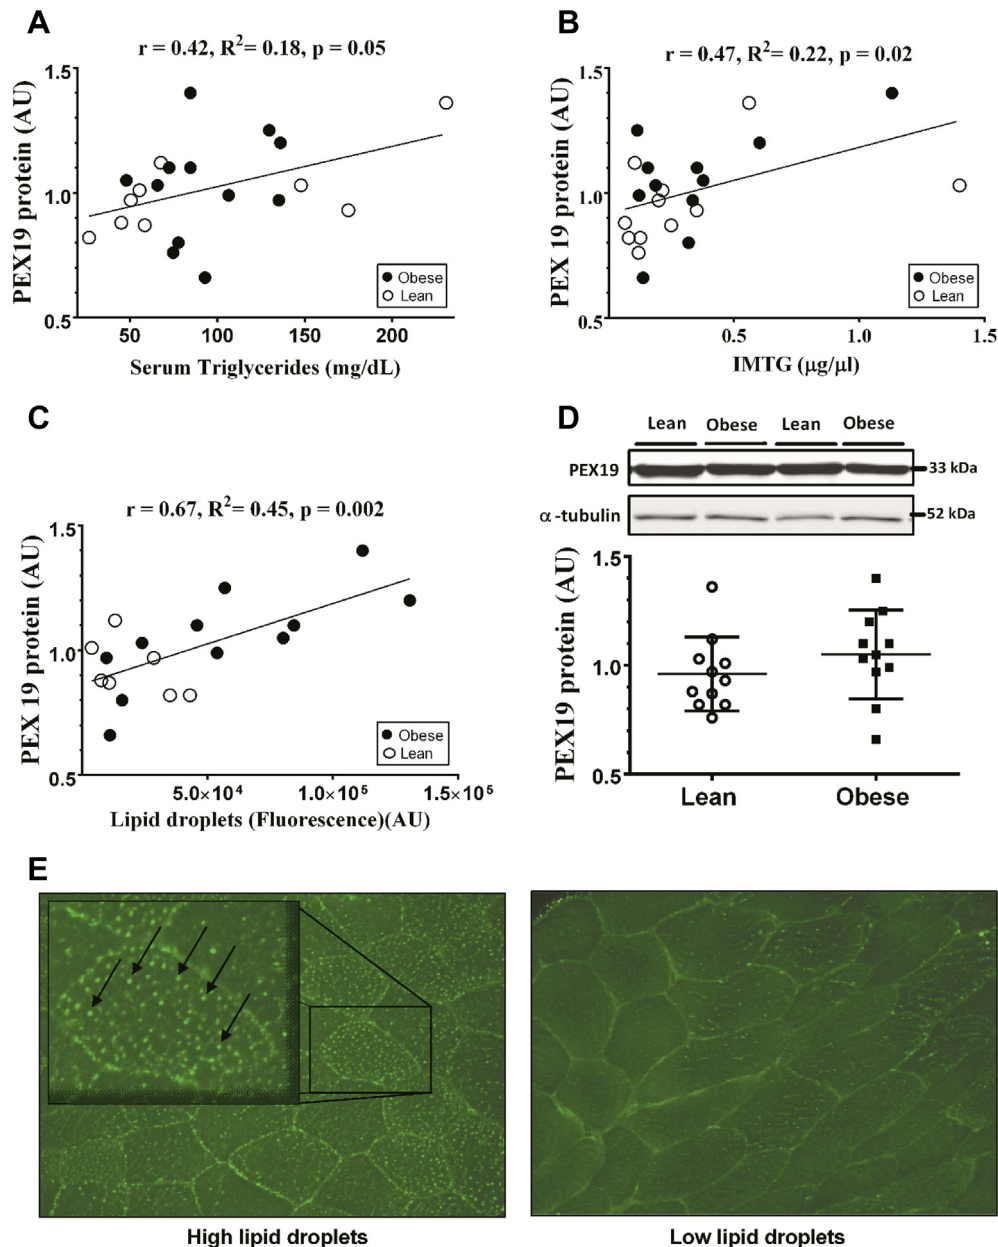 A
r = 0.42, R²= 0.18, p = 0.05
PEX19 protein (AU)
1.5
1.0
0.5
50
100
150
200
Obese
Lean
Serum Triglycerides (mg/dL)
B
r = 0.47, R²= 0.22, p = 0.02
PEX 19 protein (AU)
1.5
1.0
0.5
0.5
1.0
1.5
Obese
Lean
IMTG (µg/µl)
C
r = 0.67, R²= 0.45, p = 0.002
PEX 19 protein (AU)
1.5
1.0
0.5
5.0×10⁴
1.0×10⁵
1.5×10⁵
Obese
Lean
Lipid droplets (Fluorescence)(AU)
D
Lean Obese Lean Obese
PEX19
33 kDa
α-tubulin
52 kDa
PEX19 protein (AU)
1.5
1.0
0.5
Lean
Obese
E
High lipid droplets
Low lipid droplets